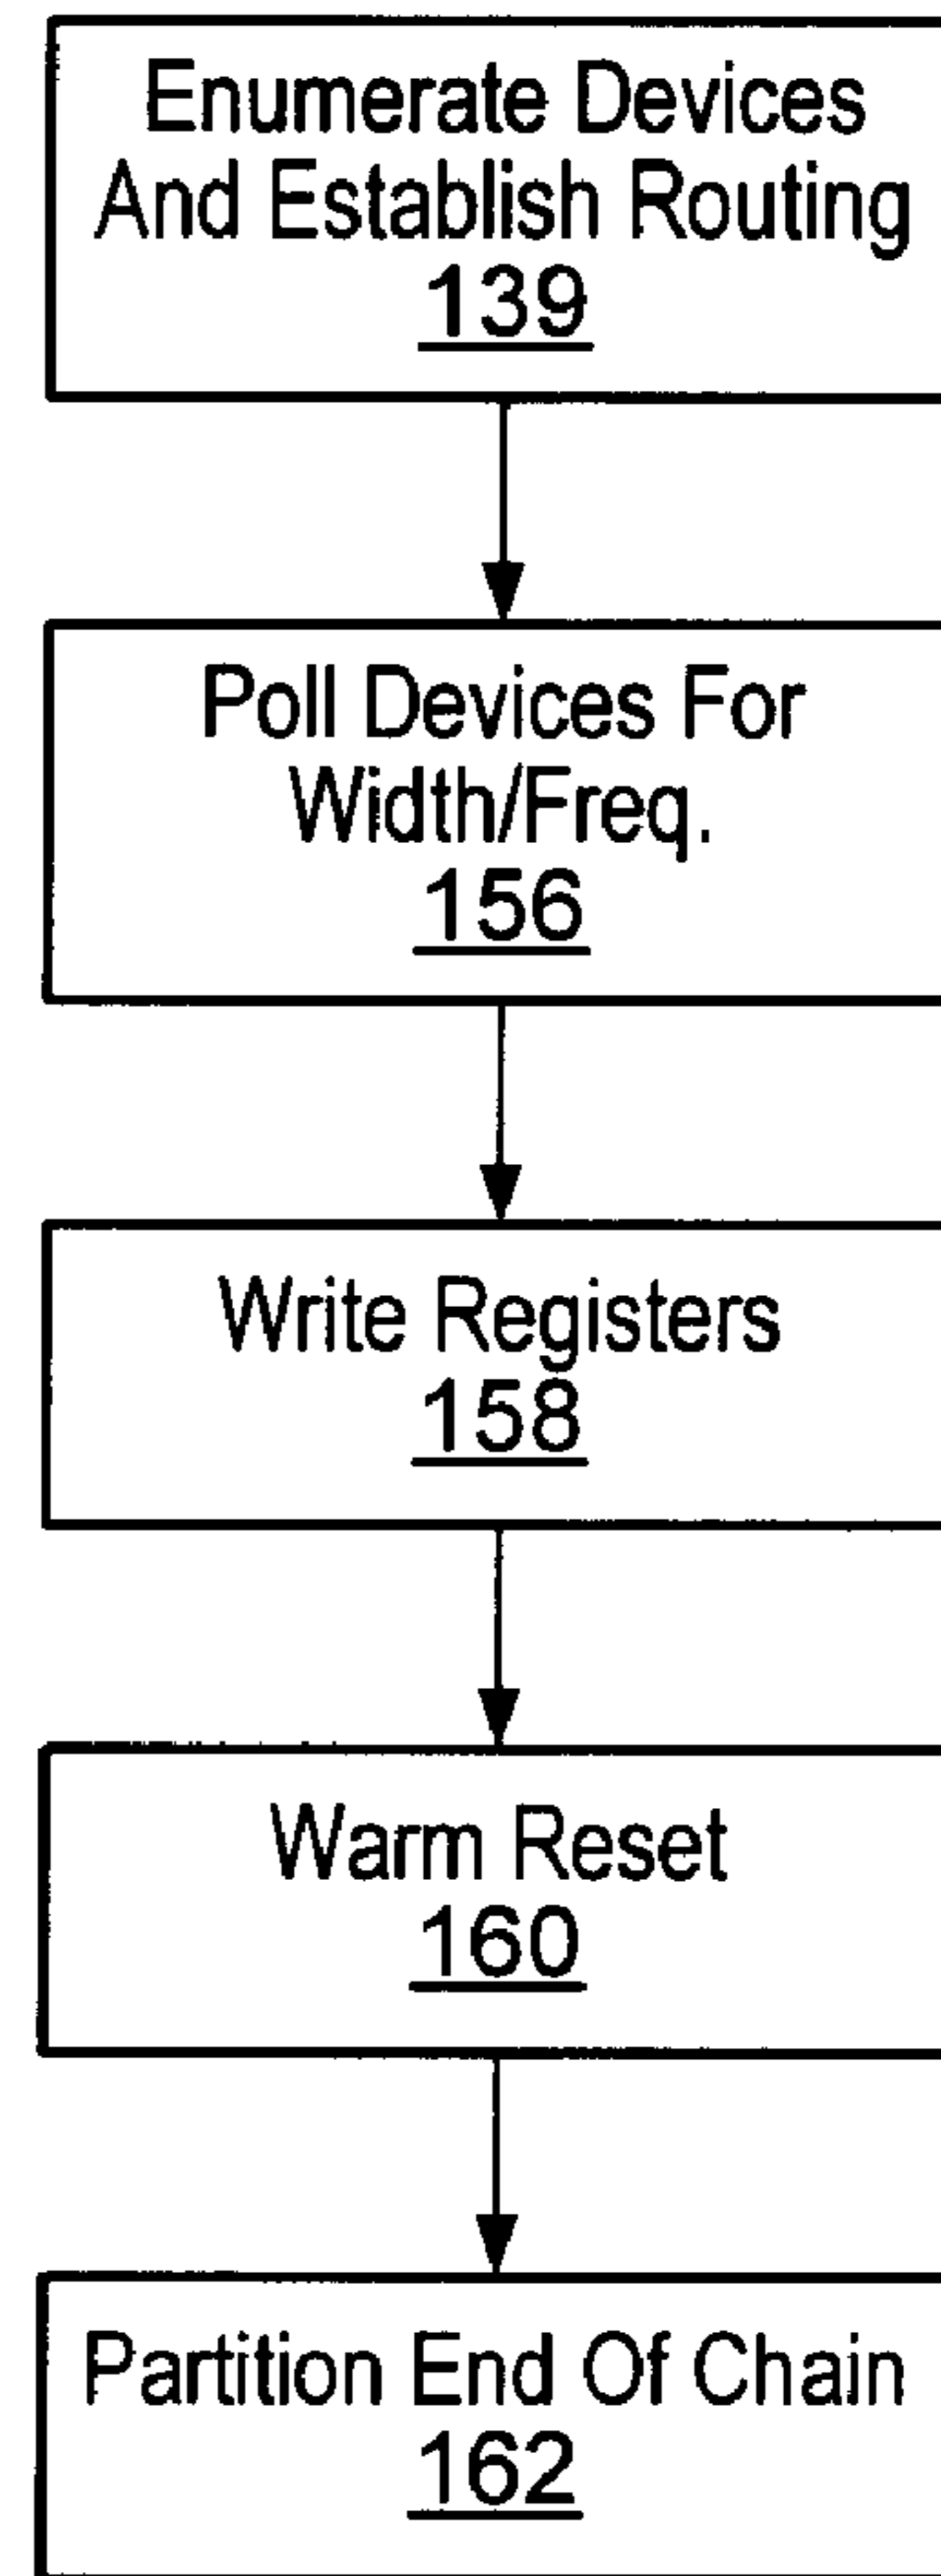 Enumerate Devices
And Establish Routing
139
Poll Devices For
Width/Freq.
156
Write Registers
158
Warm Reset
160
Partition End Of Chain
162